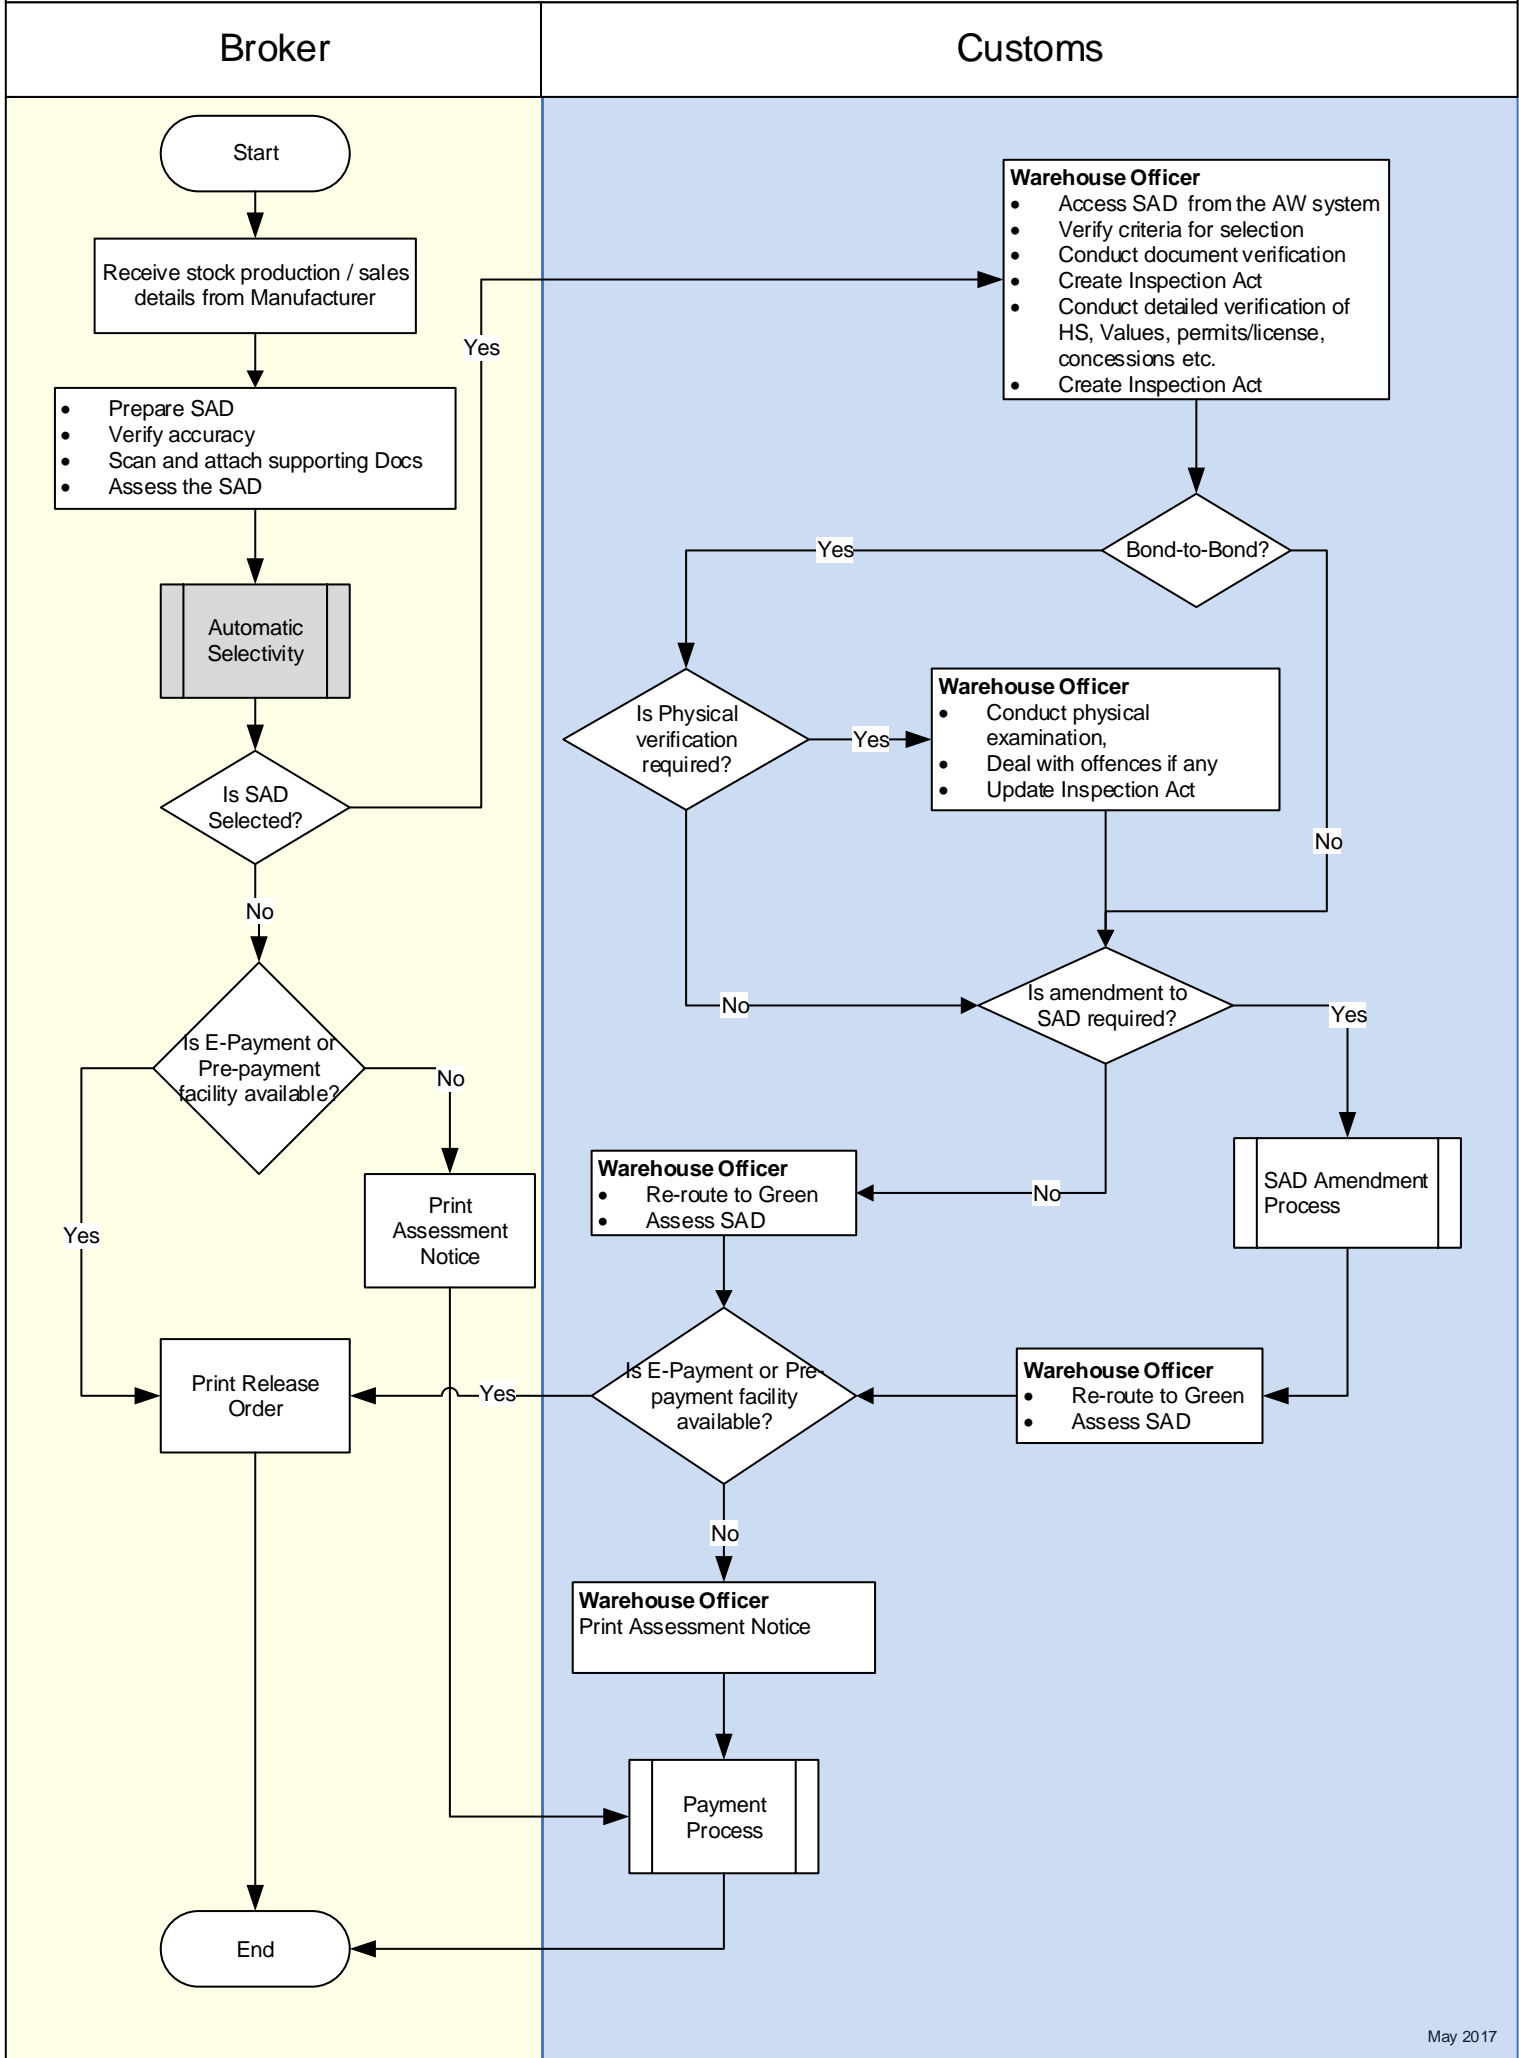 Broker
Customs
Start
Receive stock production / sales
details from Manufacturer
• Prepare SAD
• Verify accuracy
• Scan and attach supporting Docs
• Assess the SAD
Automatic
Selectivity
Is SAD
Selected?
Yes
No
Is E-Payment or
Pre-payment
facility available?
No
Yes
Print
Assessment
Notice
Print Release
Order
End
Warehouse Officer
• Access SAD from the AW system
• Verify criteria for selection
• Conduct document verification
• Create Inspection Act
• Conduct detailed verification of
HS, Values, permits/license,
concessions etc.
• Create Inspection Act
Bond-to-Bond?
Yes
No
Is Physical
verification
required?
Yes
No
Warehouse Officer
• Conduct physical
examination,
• Deal with offences if any
• Update Inspection Act
Is amendment to
SAD required?
Yes
No
SAD Amendment
Process
Warehouse Officer
• Re-route to Green
• Assess SAD
Warehouse Officer
• Re-route to Green
• Assess SAD
Is E-Payment or Pre-
payment facility
available?
Yes
No
Warehouse Officer
Print Assessment Notice
Payment
Process
May 2017